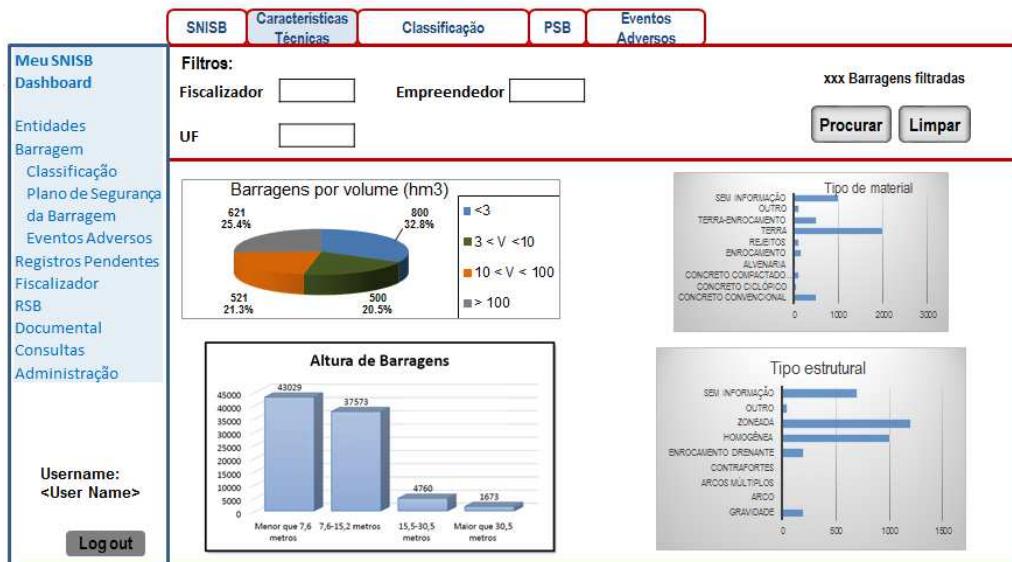 SNISB
Características
Técnicas
Classificação
PSB
Eventos
Adversos
Meu SNISB
Dashboard
Entidades
Barragem
Classificação
Plano de Segurança
da Barragem
Eventos Adversos
Registros Pendentes
Fiscalizador
RSB
Documental
Consultas
Administração
Username:
<User Name>
Log out
Filtros:
Fiscalizador
Empreendedor
UF
xxx Barragens filtradas
Procurar
Limpar
Barragens por volume (hm3)
621
25.4%
800
32.8%
521
21.3%
500
20.5%
<3
3 < V <10
10 < V < 100
> 100
Tipo de material
SEM INFORMAÇÃO
OUTRO
TERRA-ENROCAMENTO
TERRA
REJEITOS
ENROCAMENTO
ALVENARIA
CONCRETO COMPACTADO...
CONCRETO CICLÓPICO
CONCRETO CONVENCIONAL
0 1000 2000 3000
Altura de Barragens
45000
40000
35000
30000
25000
20000
15000
10000
5000
0
43029
37573
4760
1673
Menor que 7,6
metros
7,6-15,2 metros
15,5-30,5
metros
Maior que 30,5
metros
Tipo estrutural
SEM INFORMAÇÃO
OUTRO
ZONEADA
HOMOGÊNEA
ENROCAMENTO DRENANTE
CONTRAFORTES
ARCOS MÚLTIPLOS
ARCO
GRAVIDADE
0 500 1000 1500